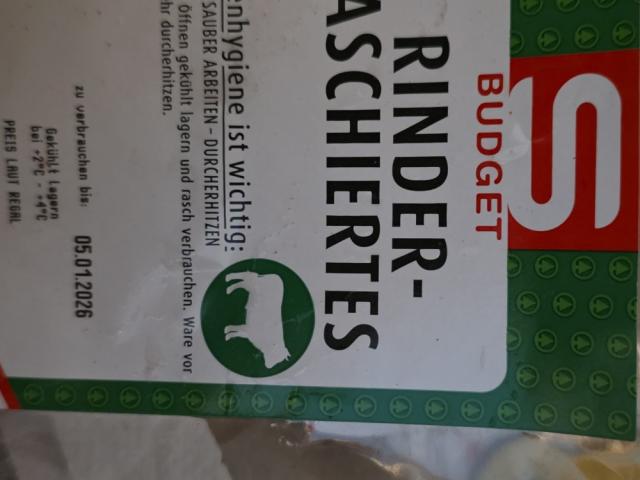 S
BUDGET
RINDER-
ASCHIERTES
enhygiene ist wichtig:
SAUBER ARBEITEN - DURCHERHITZEN
Öffnen gekühlt lagern und rasch verbrauchen. Ware vor
hr durcherhitzen.
zu verbrauchen bis: 05.01.2026
Gekühlt lagern
bei +2°C - +4°C
PREIS LAUT REGAL